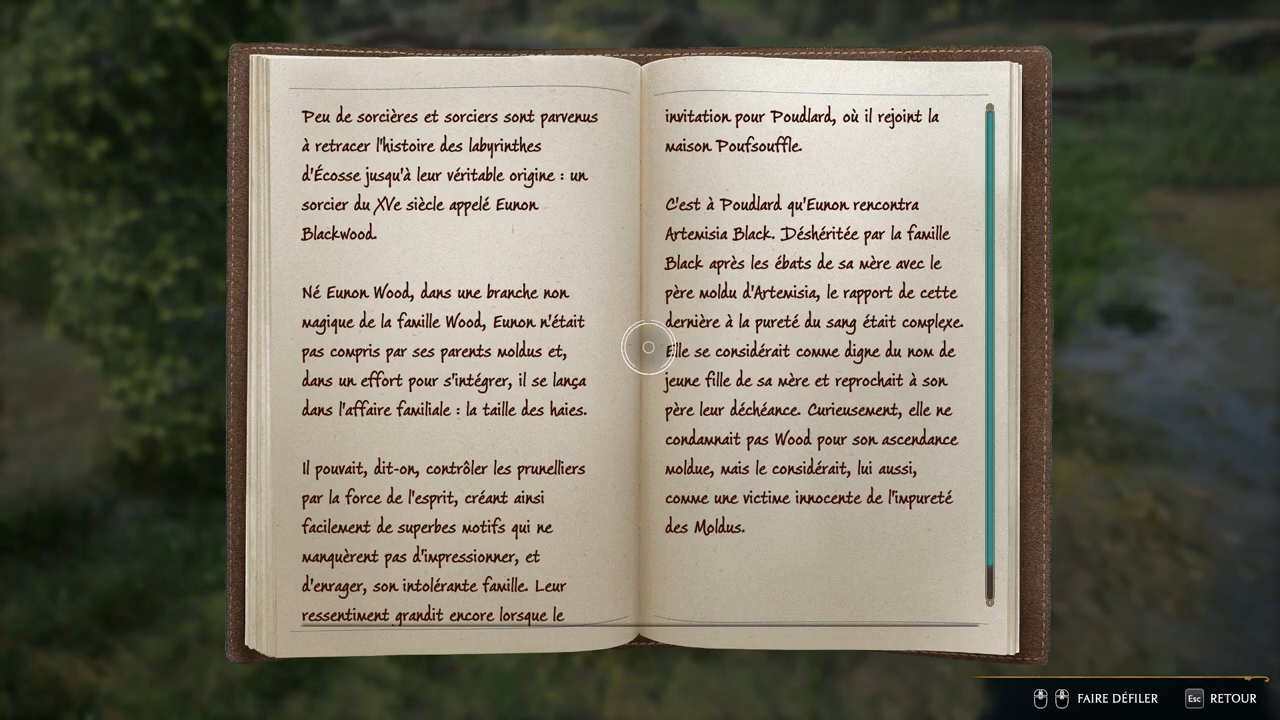 Peu de sorcières et sorciers sont parvenus
à retracer l'histoire des labyrinthes
d'Écosse jusqu'à leur véritable origine : un
sorcier du XVe siècle appelé Eunon
Blackwood.
Né Eunon Wood, dans une branche non
magique de la famille Wood, Eunon n'était
pas compris par ses parents moldus et,
dans un effort pour s'intégrer, il se lança
dans l'affaire familiale : la taille des haies.
Il pouvait, dit-on, contrôler les prunelliers
par la force de l'esprit, créant ainsi
facilement de superbes motifs qui ne
manquèrent pas d'impressionner, et
d'enrager, son intolérante famille. Leur
ressentiment grandit encore lorsque le
invitation pour Poudlard, où il rejoint la
maison Poufsouffle.
C'est à Poudlard qu'Eunon rencontra
Artemisia Black. Déshéritée par la famille
Black après les ébats de sa mère avec le
père moldu d'Artemisia, le rapport de cette
dernière à la pureté du sang était complexe.
Elle se considérait comme digne du nom de
jeune fille de sa mère et reprochait à son
père leur déchéance. Curieusement, elle ne
condamnait pas Wood pour son ascendance
moldue, mais le considérait, lui aussi,
comme une victime innocente de l'impureté
des Moldus.
FAIRE DÉFILER
Esc RETOUR